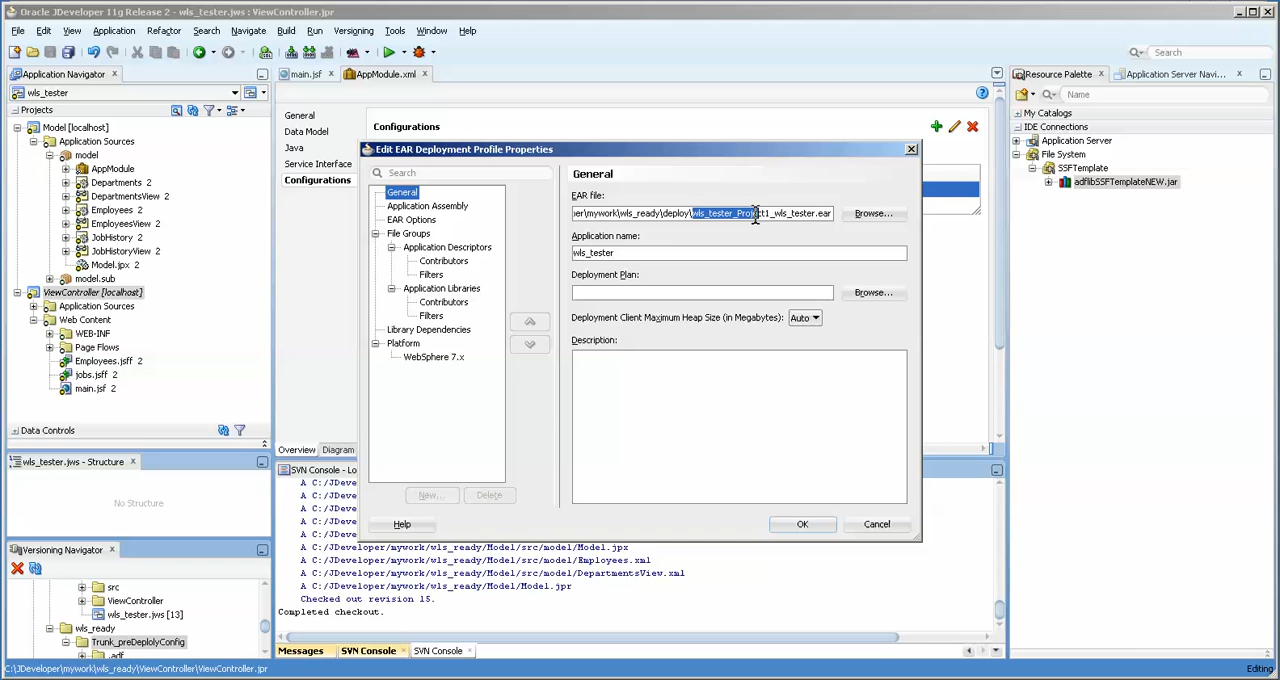 Oracle JDeveloper 11g Release 2 - wls_tester.jws : ViewController.jpr
File Edit View Application Refactor Search Navigate Build Run Versioning Tools Window Help
Search
Application Navigator
wls_tester
Projects
Model [localhost]
Application Sources
model
AppModule
Departments 2
DepartmentsView 2
Employees 2
EmployeesView 2
JobHistory 2
JobHistoryView 2
Model.jpx 2
model.sub
ViewController [localhost]
Application Sources
Web Content
WEB-INF
Page Flows
Employees.jsff 2
jobs.jsff 2
main.jsf 2
Data Controls
wls_tester.jws - Structure
No Structure
Versioning Navigator
src
ViewController
wls_tester.jws [13]
wls_ready
Trunk_preDeplolyConfig
.adf
main.jsf
AppModule.xml
General
Data Model
Java
Service Interface
Configurations
Configurations
Overview Diagram
Edit EAR Deployment Profile Properties
Search
General
Application Assembly
EAR Options
File Groups
Application Descriptors
Contributors
Filters
Application Libraries
Contributors
Filters
Library Dependencies
Platform
WebSphere 7.x
New... Delete
General
EAR file:
er\mywork\wls_ready\deploy\wls_tester_Project1_wls_tester.ear Browse...
Application name:
wls_tester
Deployment Plan:
Browse...
Deployment Client Maximum Heap Size (in Megabytes): Auto
Description:
Help OK Cancel
SVN Console - Lo
A C:/JDe
A C:/JDe
A C:/JDe
A C:/JDe
A C:/JDe
A C:/JDeveloper/mywork/wls_ready/Model/src/model/Model.jpx
A C:/JDeveloper/mywork/wls_ready/Model/src/model/Employees.xml
A C:/JDeveloper/mywork/wls_ready/Model/src/model/DepartmentsView.xml
A C:/JDeveloper/mywork/wls_ready/Model/Model.jpr
Checked out revision 15.
Completed checkout.
Messages SVN Console SVN Console
Resource Palette
Application Server Navi...
Name
My Catalogs
IDE Connections
Application Server
File System
SSFTemplate
adflibSSFTemplateNEW.jar
C:\JDeveloper\mywork\wls_ready\ViewController\ViewController.jpr
Editing